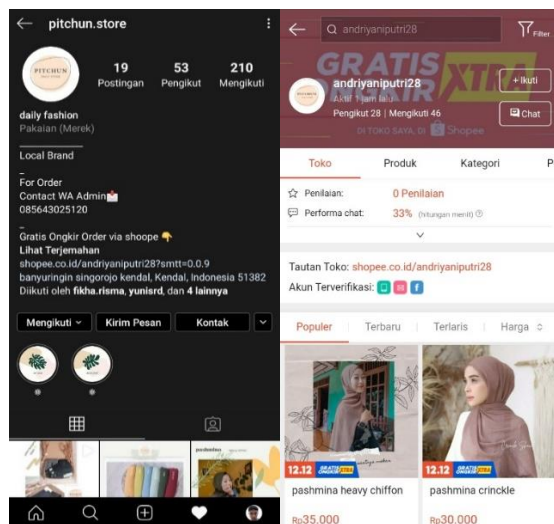 pitchun.store
PITCHUN
19 53 210
Postingan Pengikut Mengikuti
daily fashion
Pakaian (Merek)
Local Brand
_
For Order
Contact WA Admin📩
085643025120
_
Gratis Ongkir Order via shoope 👇
Lihat Terjemahan
shopee.co.id/andriyaniputri28?smtt=0.0.9
banyuringin singorojo kendal, Kendal, Indonesia 51382
Diikuti oleh fikha.risma, yunisrd, dan 4 lainnya
Mengikuti Kirim Pesan Kontak
andriyaniputri28
Filter
GRATIS
ONGKIR XTRA
andriyaniputri28
Aktif 1 jam lalu
Pengikut 28 | Mengikuti 46
+ Ikuti
Chat
DI TOKO SAYA, DI Shopee
Toko Produk Kategori P
Penilaian: 0 Penilaian
Performa chat: 33% (hitungan menit)
Tautan Toko: shopee.co.id/andriyaniputri28
Akun Terverifikasi:
Populer Terbaru Terlaris Harga
12.12 GRATIS ONGKIR XTRA
12.12 GRATIS ONGKIR XTRA
pashmina heavy chiffon
pashmina crinckle
Rp35.000
Rp30.000